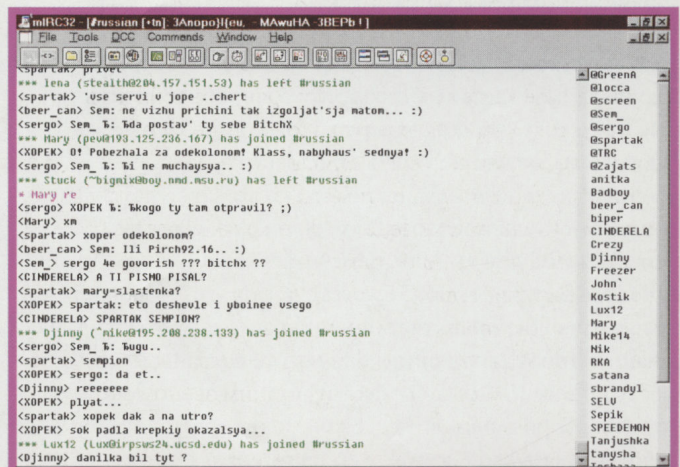 mIRC32 - [#russian [+tn]: 3Anopo}I{eu, - MAwuHA -3BEPb ! ]
File Tools DCC Commands Window Help
<spartak> privet
*** lena (stealth@204.157.151.53) has left #russian
<spartak> 'vse servi v jope ..chert
<beer_can> Sem: ne vizhu prichini tak izgoljat'sja matom... :)
<sergo> Sem_ Ъ: Ъda postav' ty sebe BitchX
*** Mary (pev@193.125.236.167) has joined #russian
<XOPEK> O! Pobezhala za odekolonom! Klass, nabyhaus' sednya! :)
<sergo> Sem_ Ъ: Ъi ne muchaysya.. :)
*** Stuck (~bigmix@boy.nmd.msu.ru) has left #russian
* Mary re
<sergo> XOPEK Ъ: Ъkogo ty tam otpravil? ;)
<Mary> xm
<spartak> xoper odekolonom?
<beer_can> Sem: Ili Pirch92.16.. :)
<Sem_> sergo 4e govorish ??? bitchx ??
<CINDERELA> A TI PISMO PISAL?
<spartak> mary=slastenka?
<XOPEK> spartak: eto deshevle i yboinee vsego
<CINDERELA> SPARTAK SEMPION?
*** Djinny (^mike@195.208.238.133) has joined #russian
<sergo> Sem_ Ъ: Ъugu..
<spartak> sempion
<XOPEK> sergo: da et..
<Djinny> reeeeeee
<XOPEK> plyat...
<spartak> xopek dak a na utro?
<XOPEK> sok padla krepkiy okazalsya...
*** Lux12 (Lux@irpsws24.ucsd.edu) has joined #russian
<Djinny> danilka bil tyt ?
@GreenA
@locca
@screen
@Sem_
@sergo
@spartak
@TRC
@Zajats
anitka
Badboy
beer_can
biper
CINDERELA
Crezy
Djinny
Freezer
John`
Kostik
Lux12
Mary
Mike14
Nik
RKA
satana
sbrandyl
SELV
Sepik
SPEEDEMON
Tanjushka
tanysha